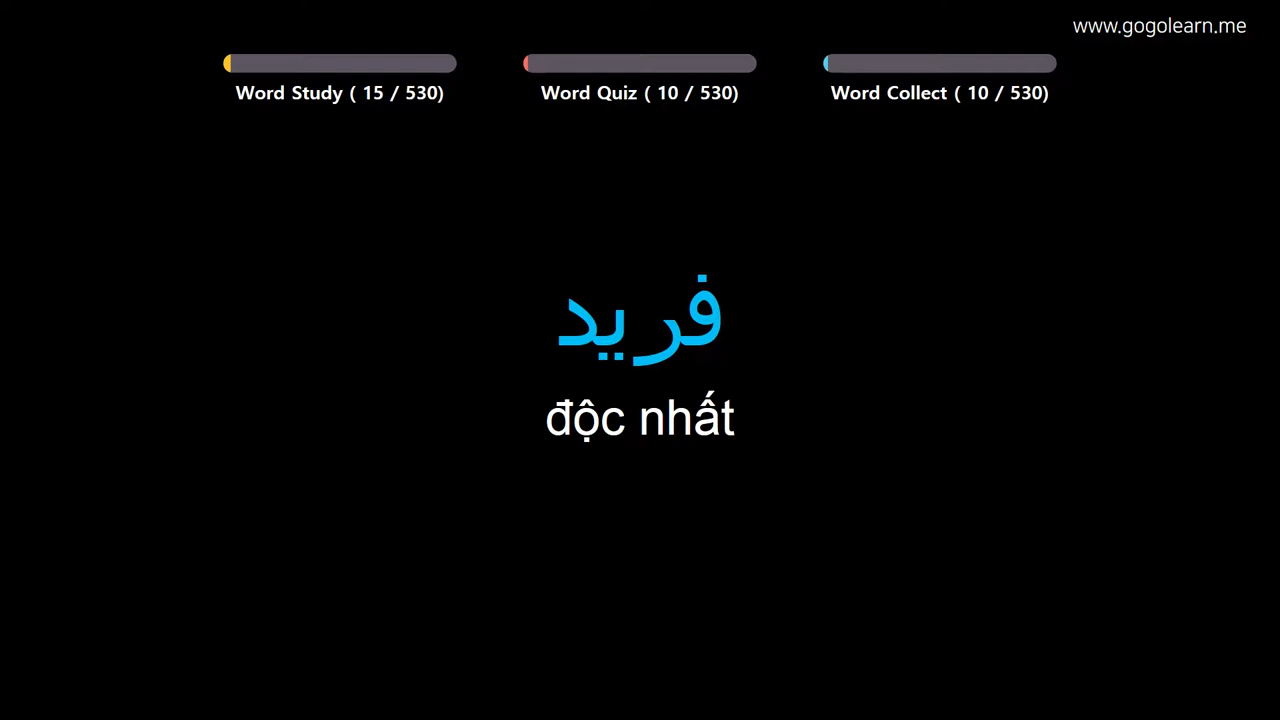 www.gogolearn.me
Word Study ( 15 / 530)
Word Quiz ( 10 / 530)
Word Collect ( 10 / 530)
فريد
độc nhất